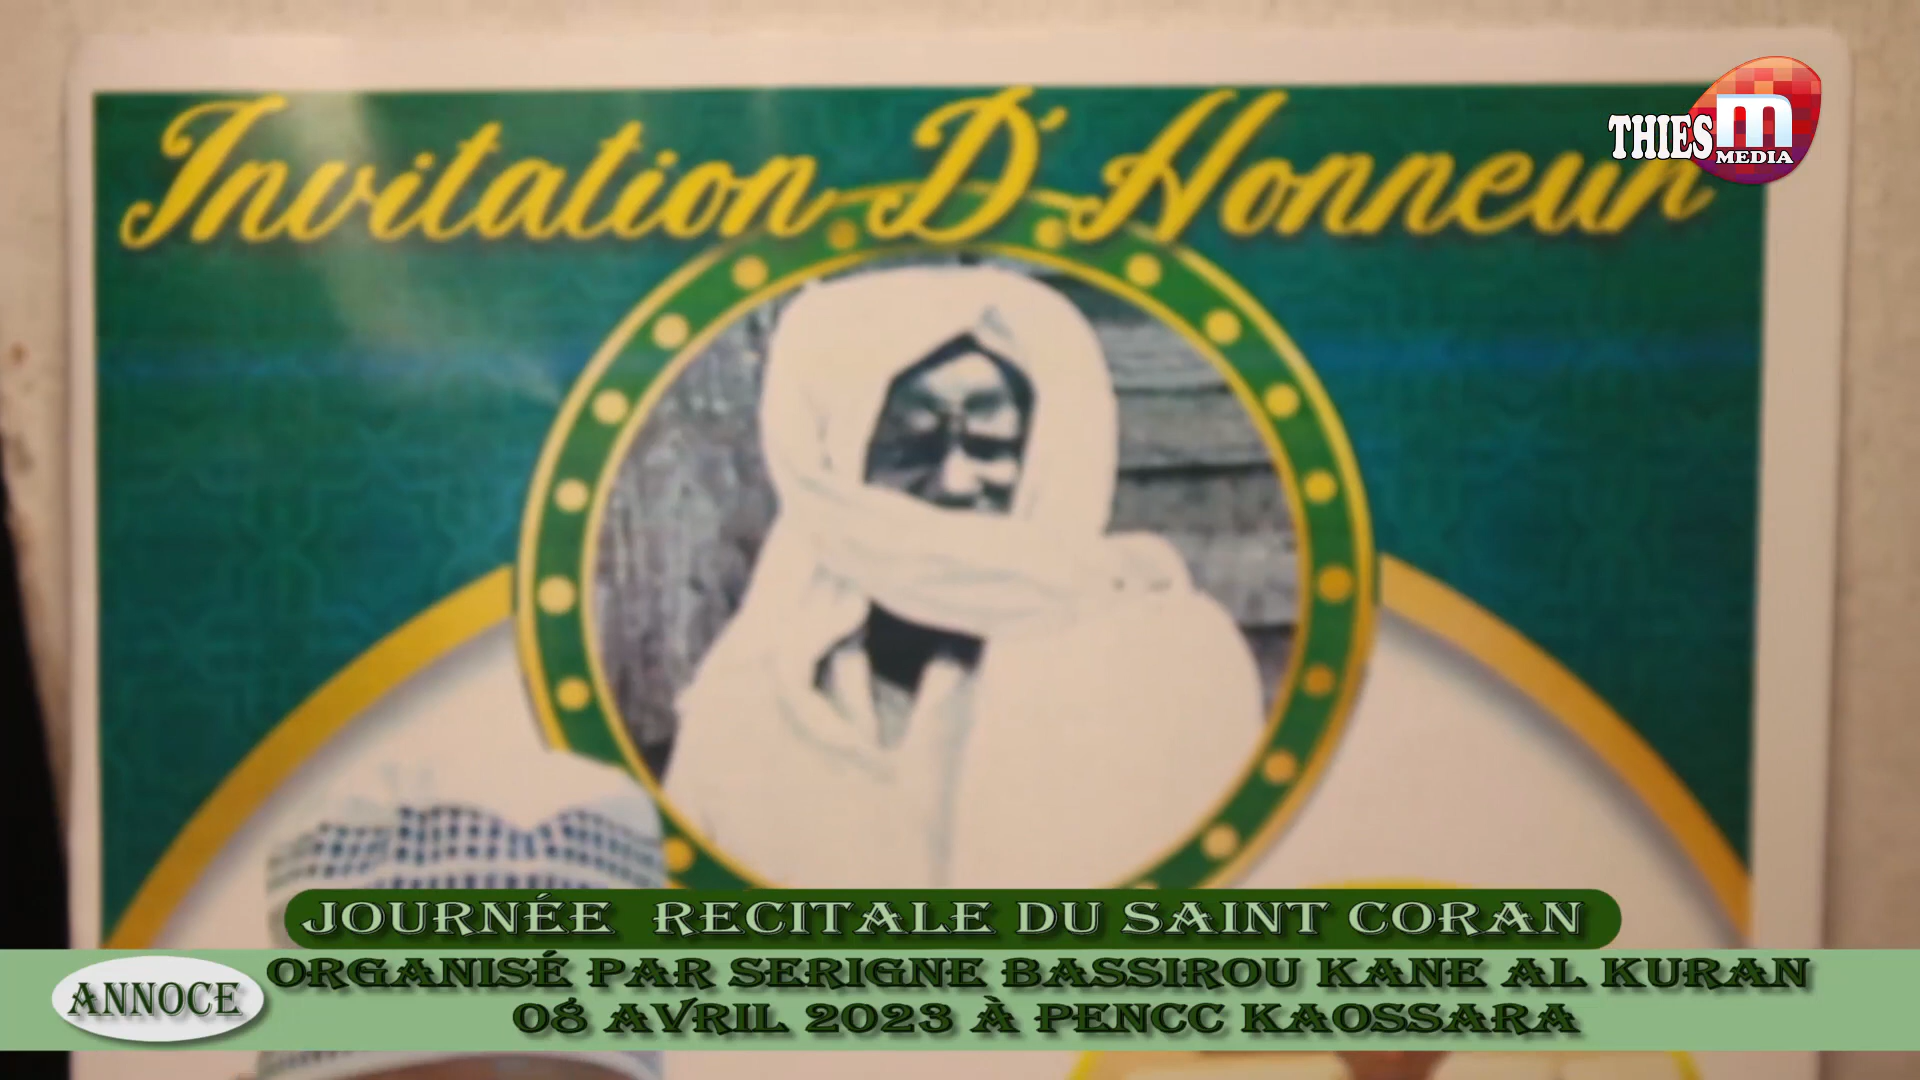 Invitation D'Honneur
THIES
m
MEDIA
JOURNÉE RECITALE DU SAINT CORAN
ANNOCE
ORGANISÉ PAR SERIGNE BASSIROU KANE AL KURAN
08 AVRIL 2023 À PENCC KAOSSARA